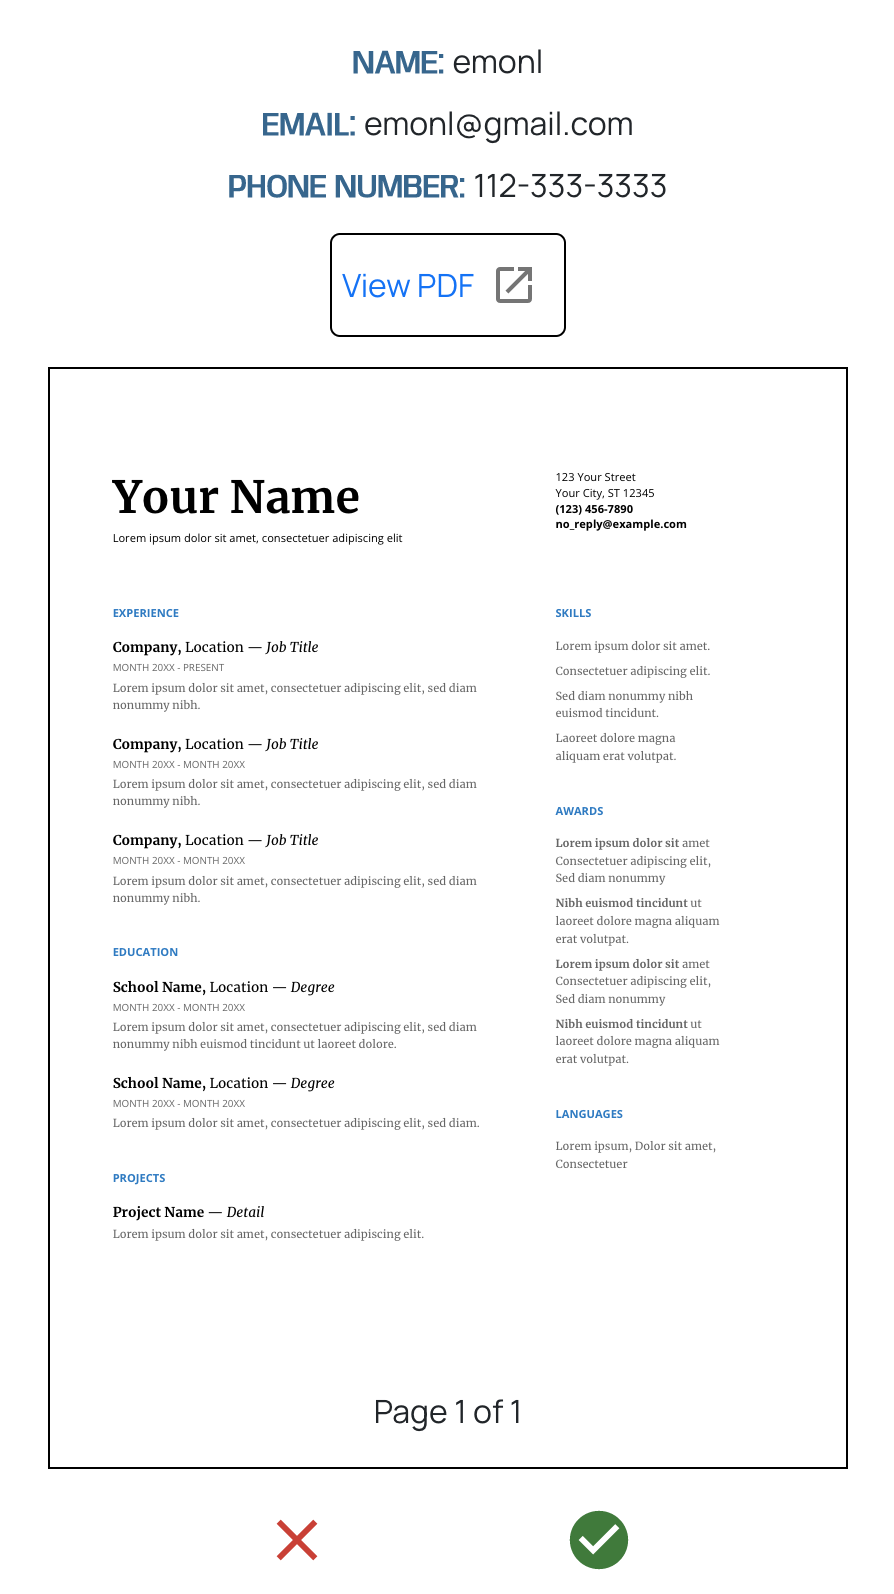 NAME: emonl
EMAIL: emonl@gmail.com
PHONE NUMBER: 112-333-3333
View PDF
Your Name
Lorem ipsum dolor sit amet, consectetuer adipiscing elit
123 Your Street
Your City, ST 12345
(123) 456-7890
no_reply@example.com
EXPERIENCE
Company, Location — Job Title
MONTH 20XX - PRESENT
Lorem ipsum dolor sit amet, consectetuer adipiscing elit, sed diam
nonummy nibh.
Company, Location — Job Title
MONTH 20XX - MONTH 20XX
Lorem ipsum dolor sit amet, consectetuer adipiscing elit, sed diam
nonummy nibh.
Company, Location — Job Title
MONTH 20XX - MONTH 20XX
Lorem ipsum dolor sit amet, consectetuer adipiscing elit, sed diam
nonummy nibh.
EDUCATION
School Name, Location — Degree
MONTH 20XX - MONTH 20XX
Lorem ipsum dolor sit amet, consectetuer adipiscing elit, sed diam
nonummy nibh euismod tincidunt ut laoreet dolore.
School Name, Location — Degree
MONTH 20XX - MONTH 20XX
Lorem ipsum dolor sit amet, consectetuer adipiscing elit, sed diam.
PROJECTS
Project Name — Detail
Lorem ipsum dolor sit amet, consectetuer adipiscing elit.
SKILLS
Lorem ipsum dolor sit amet.
Consectetuer adipiscing elit.
Sed diam nonummy nibh
euismod tincidunt.
Laoreet dolore magna
aliquam erat volutpat.
AWARDS
Lorem ipsum dolor sit amet
Consectetuer adipiscing elit,
Sed diam nonummy
Nibh euismod tincidunt ut
laoreet dolore magna aliquam
erat volutpat.
Lorem ipsum dolor sit amet
Consectetuer adipiscing elit,
Sed diam nonummy
Nibh euismod tincidunt ut
laoreet dolore magna aliquam
erat volutpat.
LANGUAGES
Lorem ipsum, Dolor sit amet,
Consectetuer
Page 1 of 1